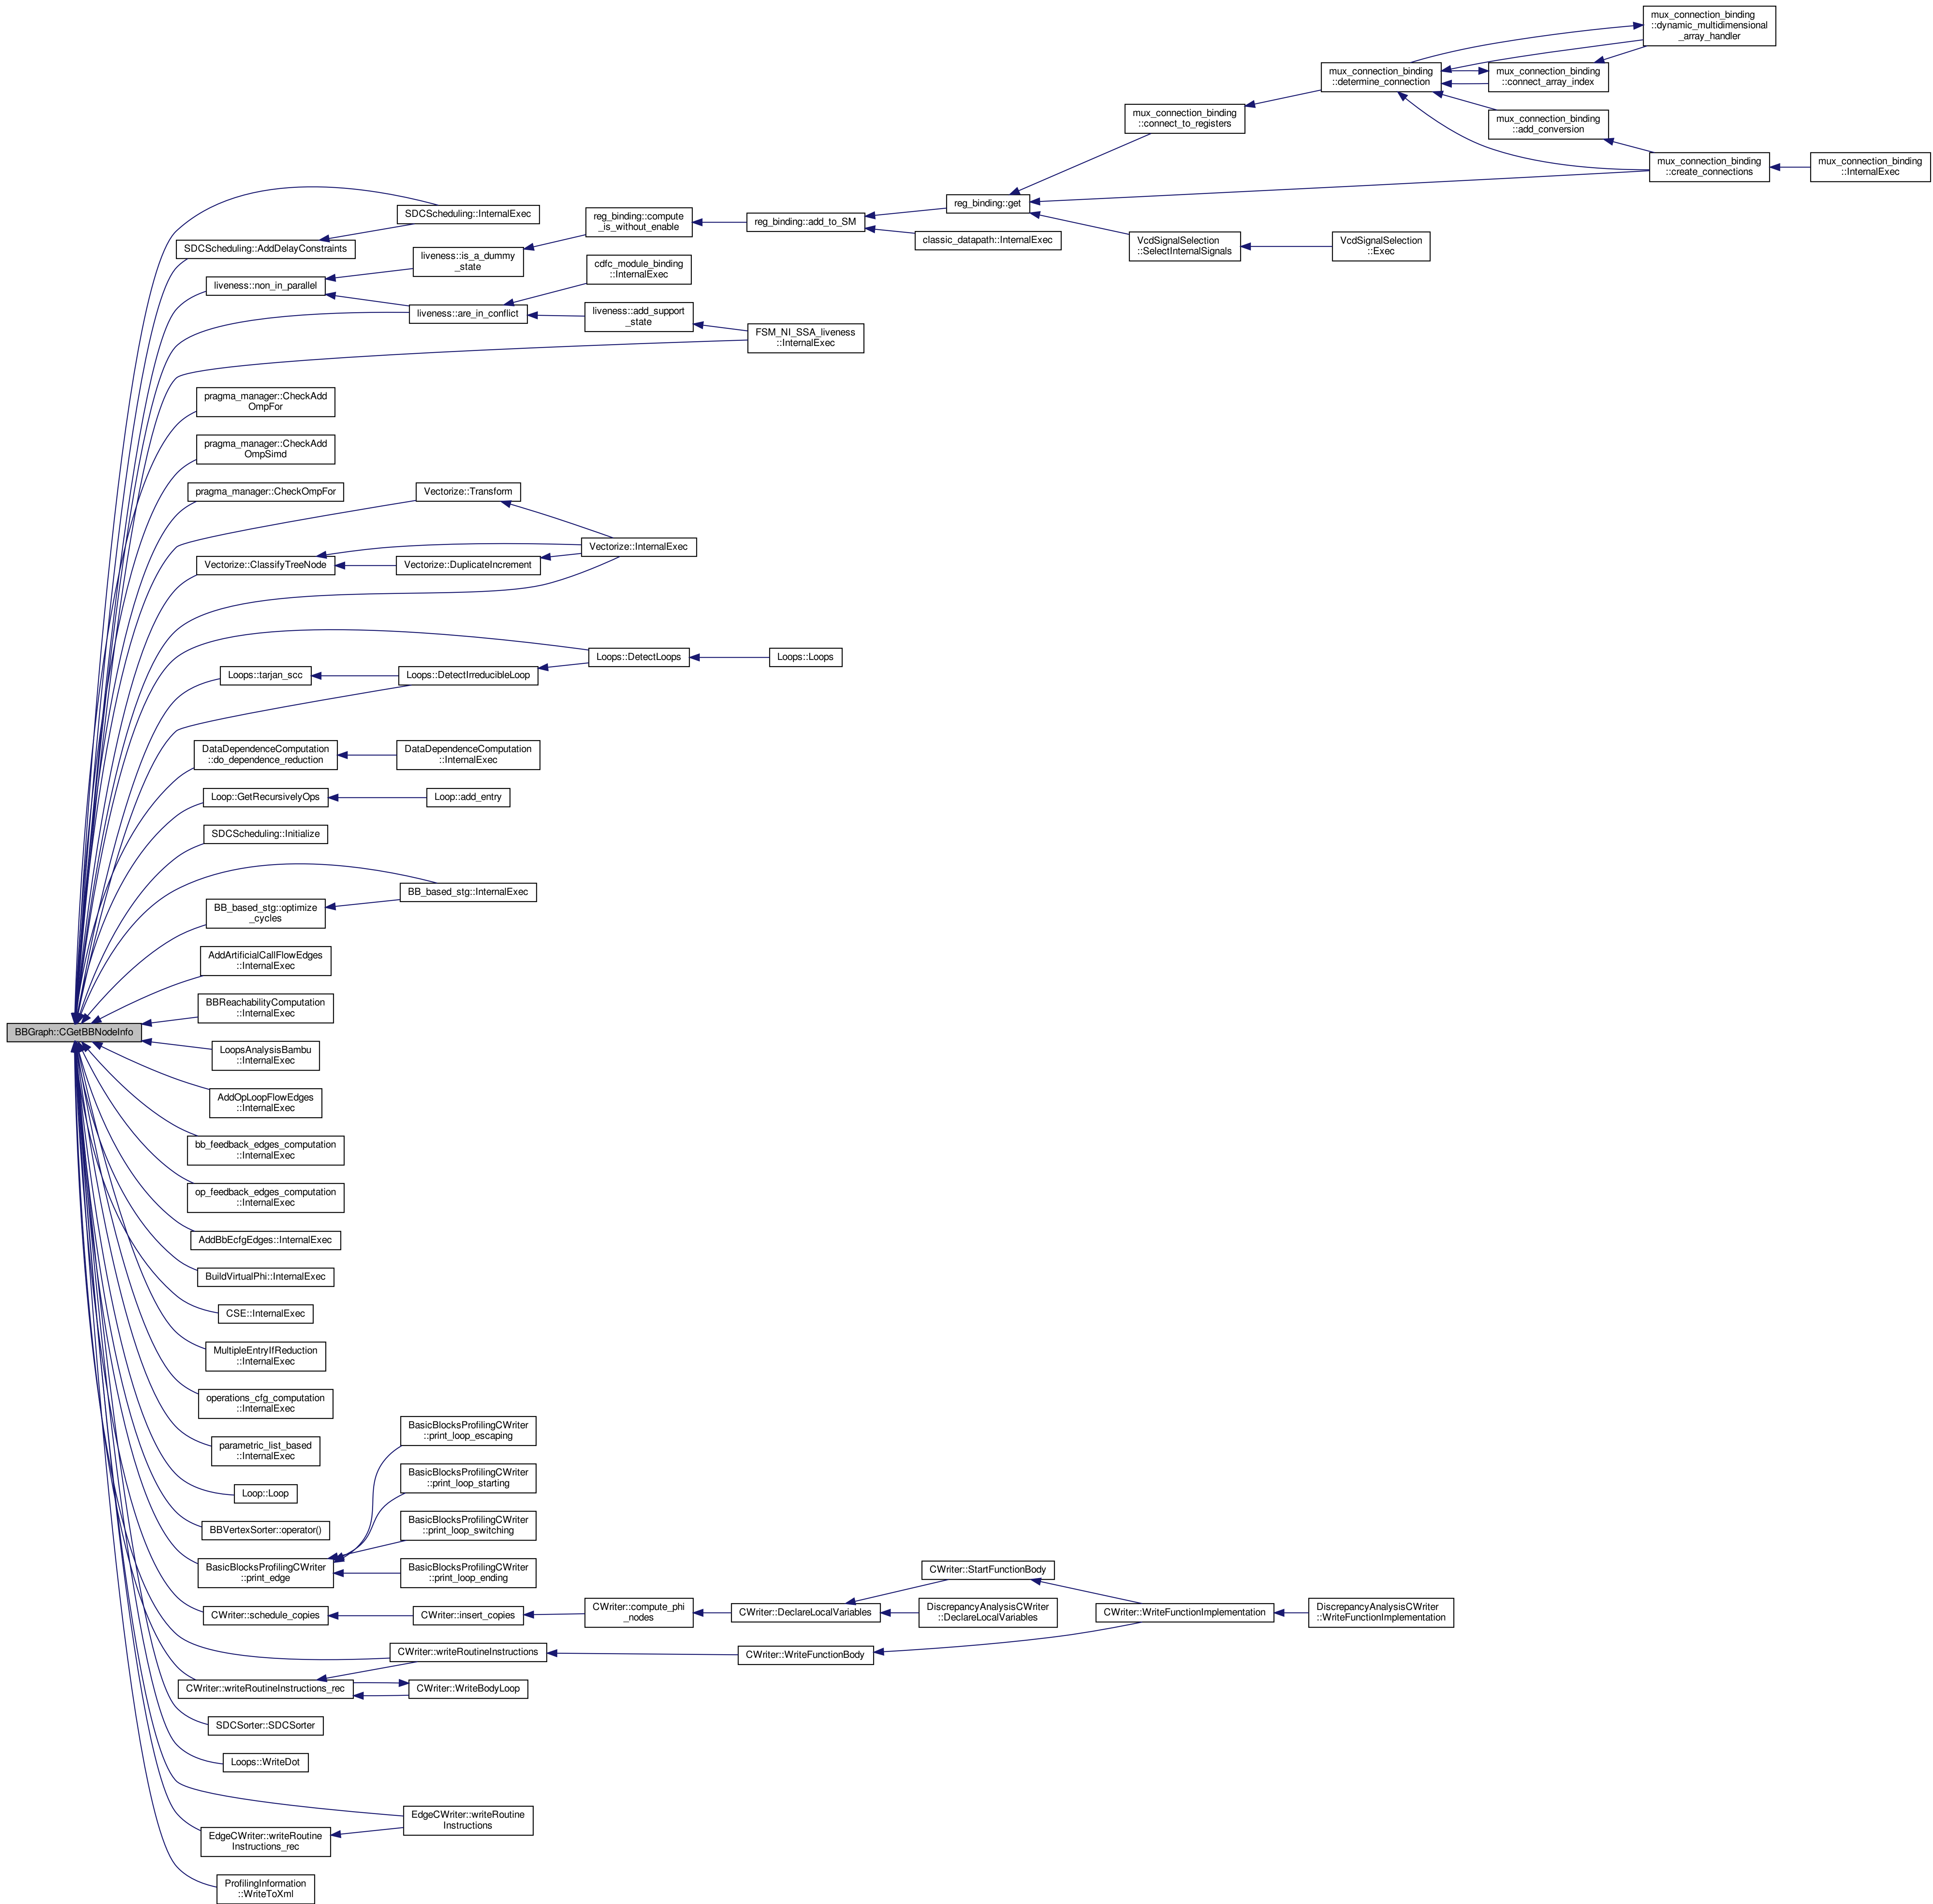 mux_connection_binding
::dynamic_multidimensional
_array_handler
mux_connection_binding
::determine_connection
mux_connection_binding
::connect_array_index
mux_connection_binding
::connect_to_registers
mux_connection_binding
::add_conversion
mux_connection_binding
::create_connections
mux_connection_binding
::InternalExec
reg_binding::get
SDCScheduling::InternalExec
reg_binding::compute
_is_without_enable
reg_binding::add_to_SM
classic_datapath::InternalExec
VcdSignalSelection
::SelectInternalSignals
VcdSignalSelection
::Exec
SDCScheduling::AddDelayConstraints
liveness::is_a_dummy
_state
cdfc_module_binding
::InternalExec
liveness::non_in_parallel
liveness::are_in_conflict
liveness::add_support
_state
FSM_NI_SSA_liveness
::InternalExec
pragma_manager::CheckAdd
OmpFor
pragma_manager::CheckAdd
OmpSimd
pragma_manager::CheckOmpFor
Vectorize::Transform
Vectorize::InternalExec
Vectorize::ClassifyTreeNode
Vectorize::DuplicateIncrement
Loops::DetectLoops
Loops::Loops
Loops::tarjan_scc
Loops::DetectIrreducibleLoop
DataDependenceComputation
::do_dependence_reduction
DataDependenceComputation
::InternalExec
Loop::GetRecursivelyOps
Loop::add_entry
SDCScheduling::Initialize
BB_based_stg::InternalExec
BB_based_stg::optimize
_cycles
AddArtificialCallFlowEdges
::InternalExec
BBReachabilityComputation
::InternalExec
BBGraph::CGetBBNodeInfo
LoopsAnalysisBambu
::InternalExec
AddOpLoopFlowEdges
::InternalExec
bb_feedback_edges_computation
::InternalExec
op_feedback_edges_computation
::InternalExec
AddBbEcfgEdges::InternalExec
BuildVirtualPhi::InternalExec
CSE::InternalExec
MultipleEntryIfReduction
::InternalExec
operations_cfg_computation
::InternalExec
parametric_list_based
::InternalExec
Loop::Loop
BBVertexSorter::operator()
BasicBlocksProfilingCWriter
::print_loop_escaping
BasicBlocksProfilingCWriter
::print_loop_starting
BasicBlocksProfilingCWriter
::print_loop_switching
BasicBlocksProfilingCWriter
::print_edge
BasicBlocksProfilingCWriter
::print_loop_ending
CWriter::StartFunctionBody
CWriter::schedule_copies
CWriter::insert_copies
CWriter::compute_phi
_nodes
CWriter::DeclareLocalVariables
DiscrepancyAnalysisCWriter
::DeclareLocalVariables
CWriter::WriteFunctionImplementation
DiscrepancyAnalysisCWriter
::WriteFunctionImplementation
CWriter::writeRoutineInstructions
CWriter::WriteFunctionBody
CWriter::writeRoutineInstructions_rec
CWriter::WriteBodyLoop
SDCSorter::SDCSorter
Loops::WriteDot
EdgeCWriter::writeRoutine
Instructions
EdgeCWriter::writeRoutine
Instructions_rec
ProfilingInformation
::WriteToXml